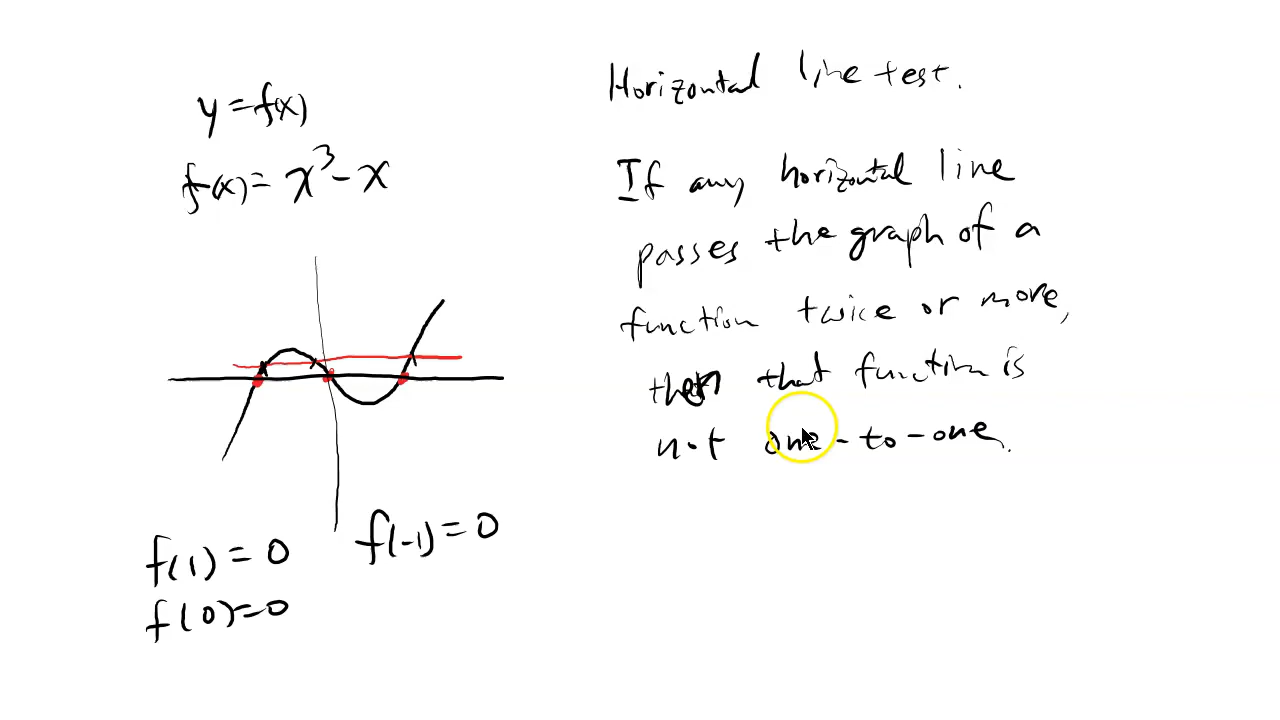 y = f(x)
f(x) = x³ - x
f(1) = 0
f(-1) = 0
f(0) = 0
Horizontal line test.
If any horizontal line
passes the graph of a
function twice or more,
then that function is
not one-to-one.